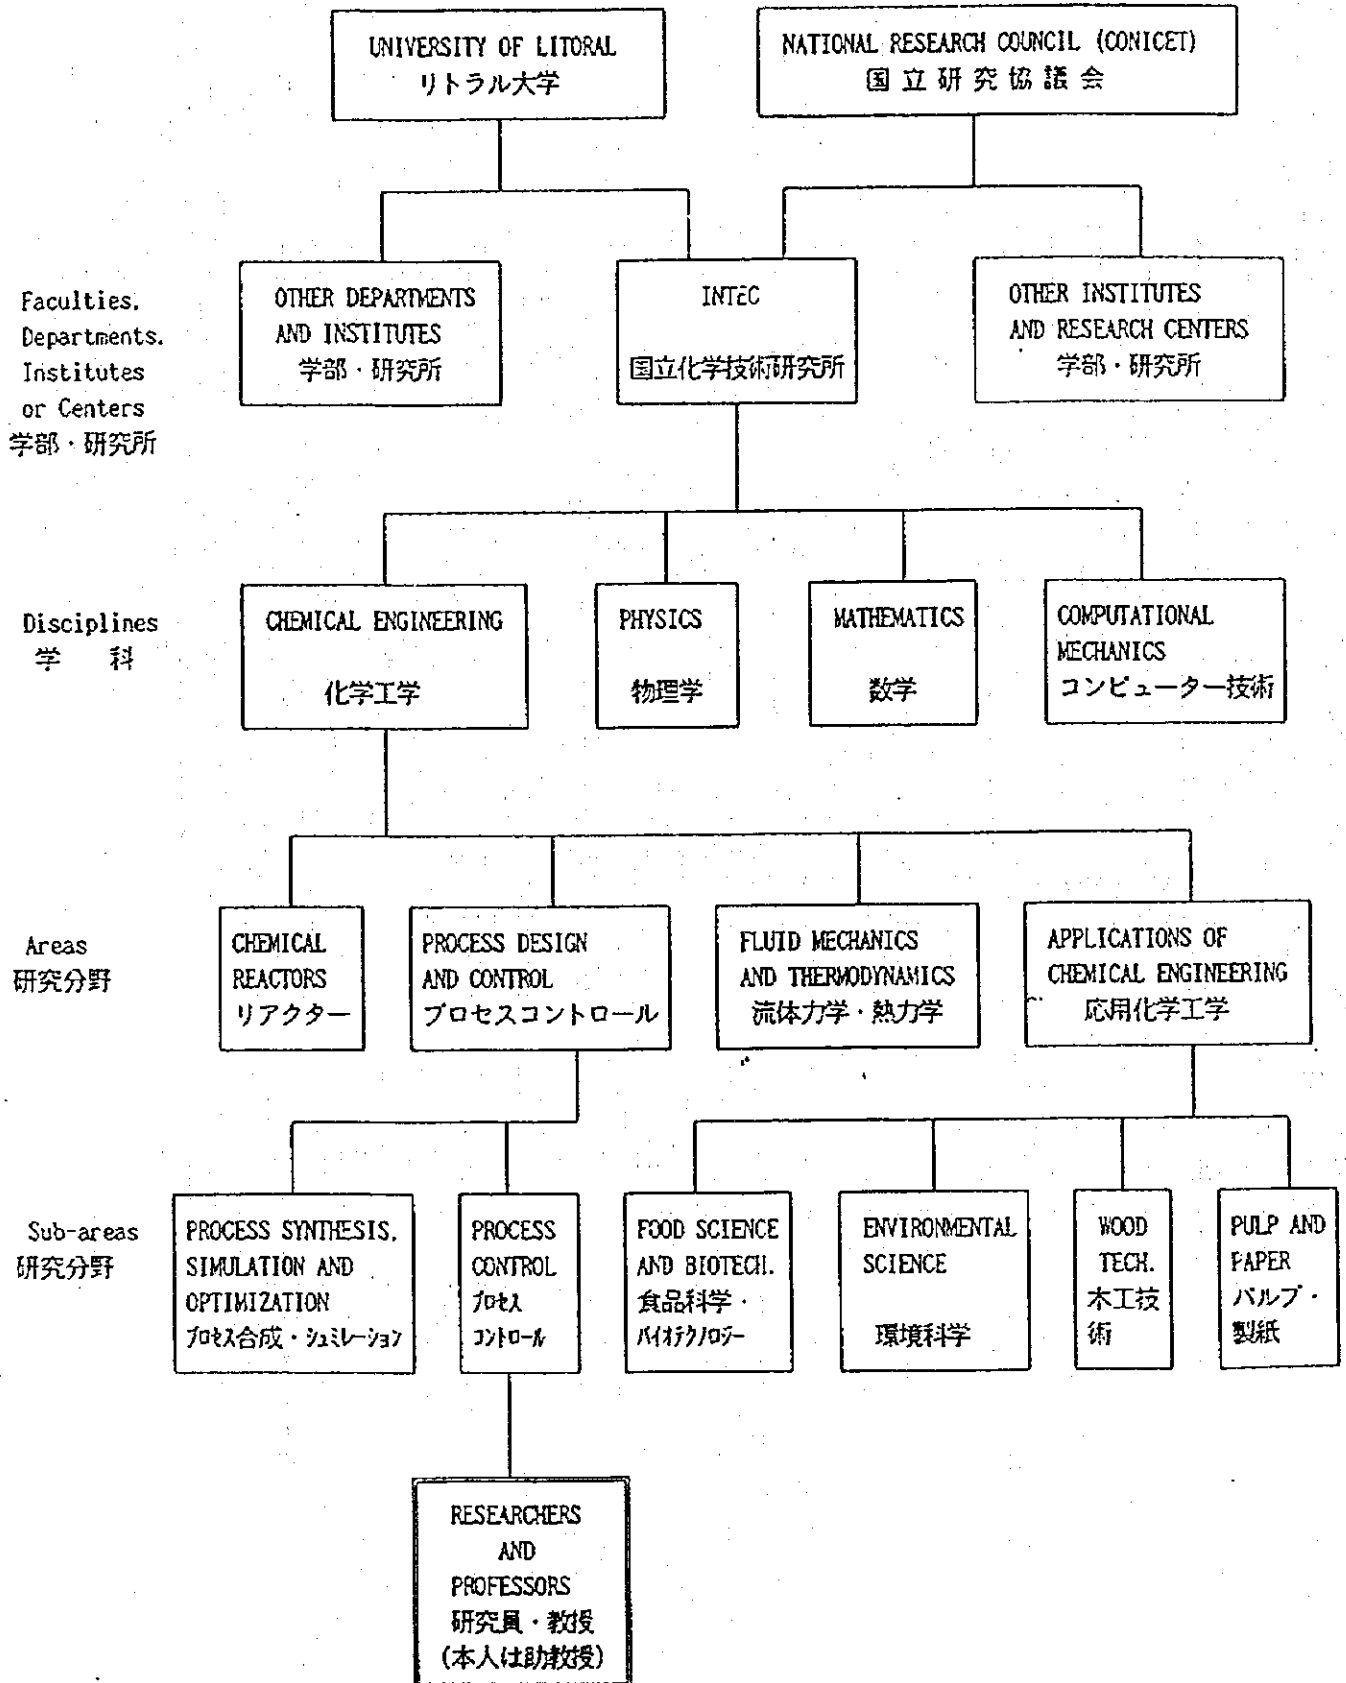 UNIVERSITY OF LITORAL
リトラル大学
NATIONAL RESEARCH COUNCIL (CONICET)
国立研究協議会
Faculties.
Departments.
Institutes
or Centers
学部・研究所
OTHER DEPARTMENTS
AND INSTITUTES
学部・研究所
INTEC
国立化学技術研究所
OTHER INSTITUTES
AND RESEARCH CENTERS
学部・研究所
Disciplines
学 科
CHEMICAL ENGINEERING
化学工学
PHYSICS
物理学
MATHEMATICS
数学
COMPUTATIONAL
MECHANICS
コンピューター技術
Areas
研究分野
CHEMICAL
REACTORS
リアクター
PROCESS DESIGN
AND CONTROL
プロセスコントロール
FLUID MECHANICS
AND THERMODYNAMICS
流体力学・熱力学
APPLICATIONS OF
CHEMICAL ENGINEERING
応用化学工学
Sub-areas
研究分野
PROCESS SYNTHESIS.
SIMULATION AND
OPTIMIZATION
プロセス合成・シュミレーション
PROCESS
CONTROL
プロセス
コントロール
FOOD SCIENCE
AND BIOTECH.
食品科学・
バイオテクノロジー
ENVIRONMENTAL
SCIENCE
環境科学
WOOD
TECH.
木工技
術
PULP AND
PAPER
パルプ・
製紙
RESEARCHERS
AND
PROFESSORS
研究員・教授
(本人は助教授)